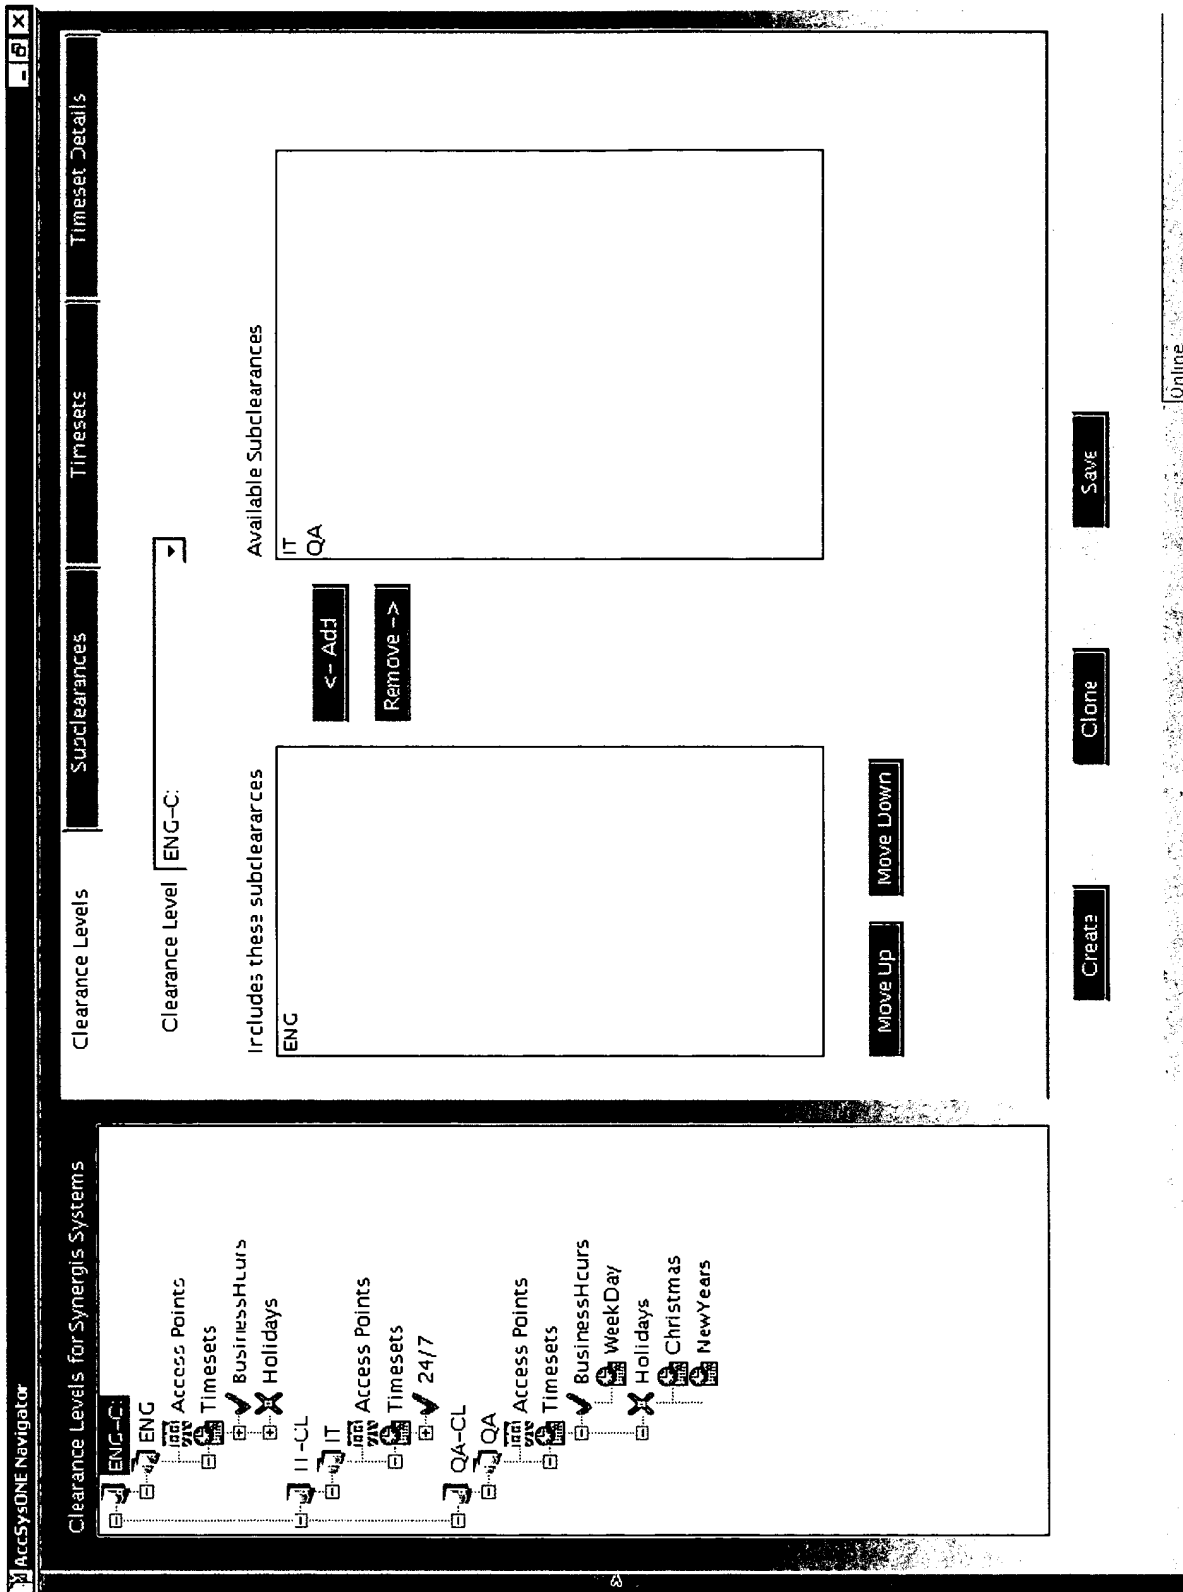 AccSysONE Navigator
Clearance Levels for Synergis Systems
ENG-C:
ENG
Access Points
Timesets
BusinessHours
Holidays
IT-CL
IT
Access Points
Timesets
24/7
QA-CL
QA
Access Points
Timesets
BusinessHours
WeekDay
Holidays
Christmas
NewYears
Clearance Levels
Subclearances
Timesets
Timeset Details
Clearance Level ENG-C:
Includes these subclearances
Available Subclearances
ENG
IT
QA
<- Add
Remove ->
Move Up
Move Down
Create
Clone
Save
Online